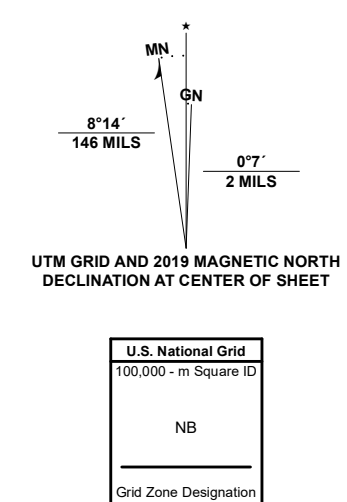 MN
GN
8°14´
146 MILS
0°7´
2 MILS
UTM GRID AND 2019 MAGNETIC NORTH
DECLINATION AT CENTER OF SHEET
U.S. National Grid
100,000 - m Square ID
NB
Grid Zone Designation